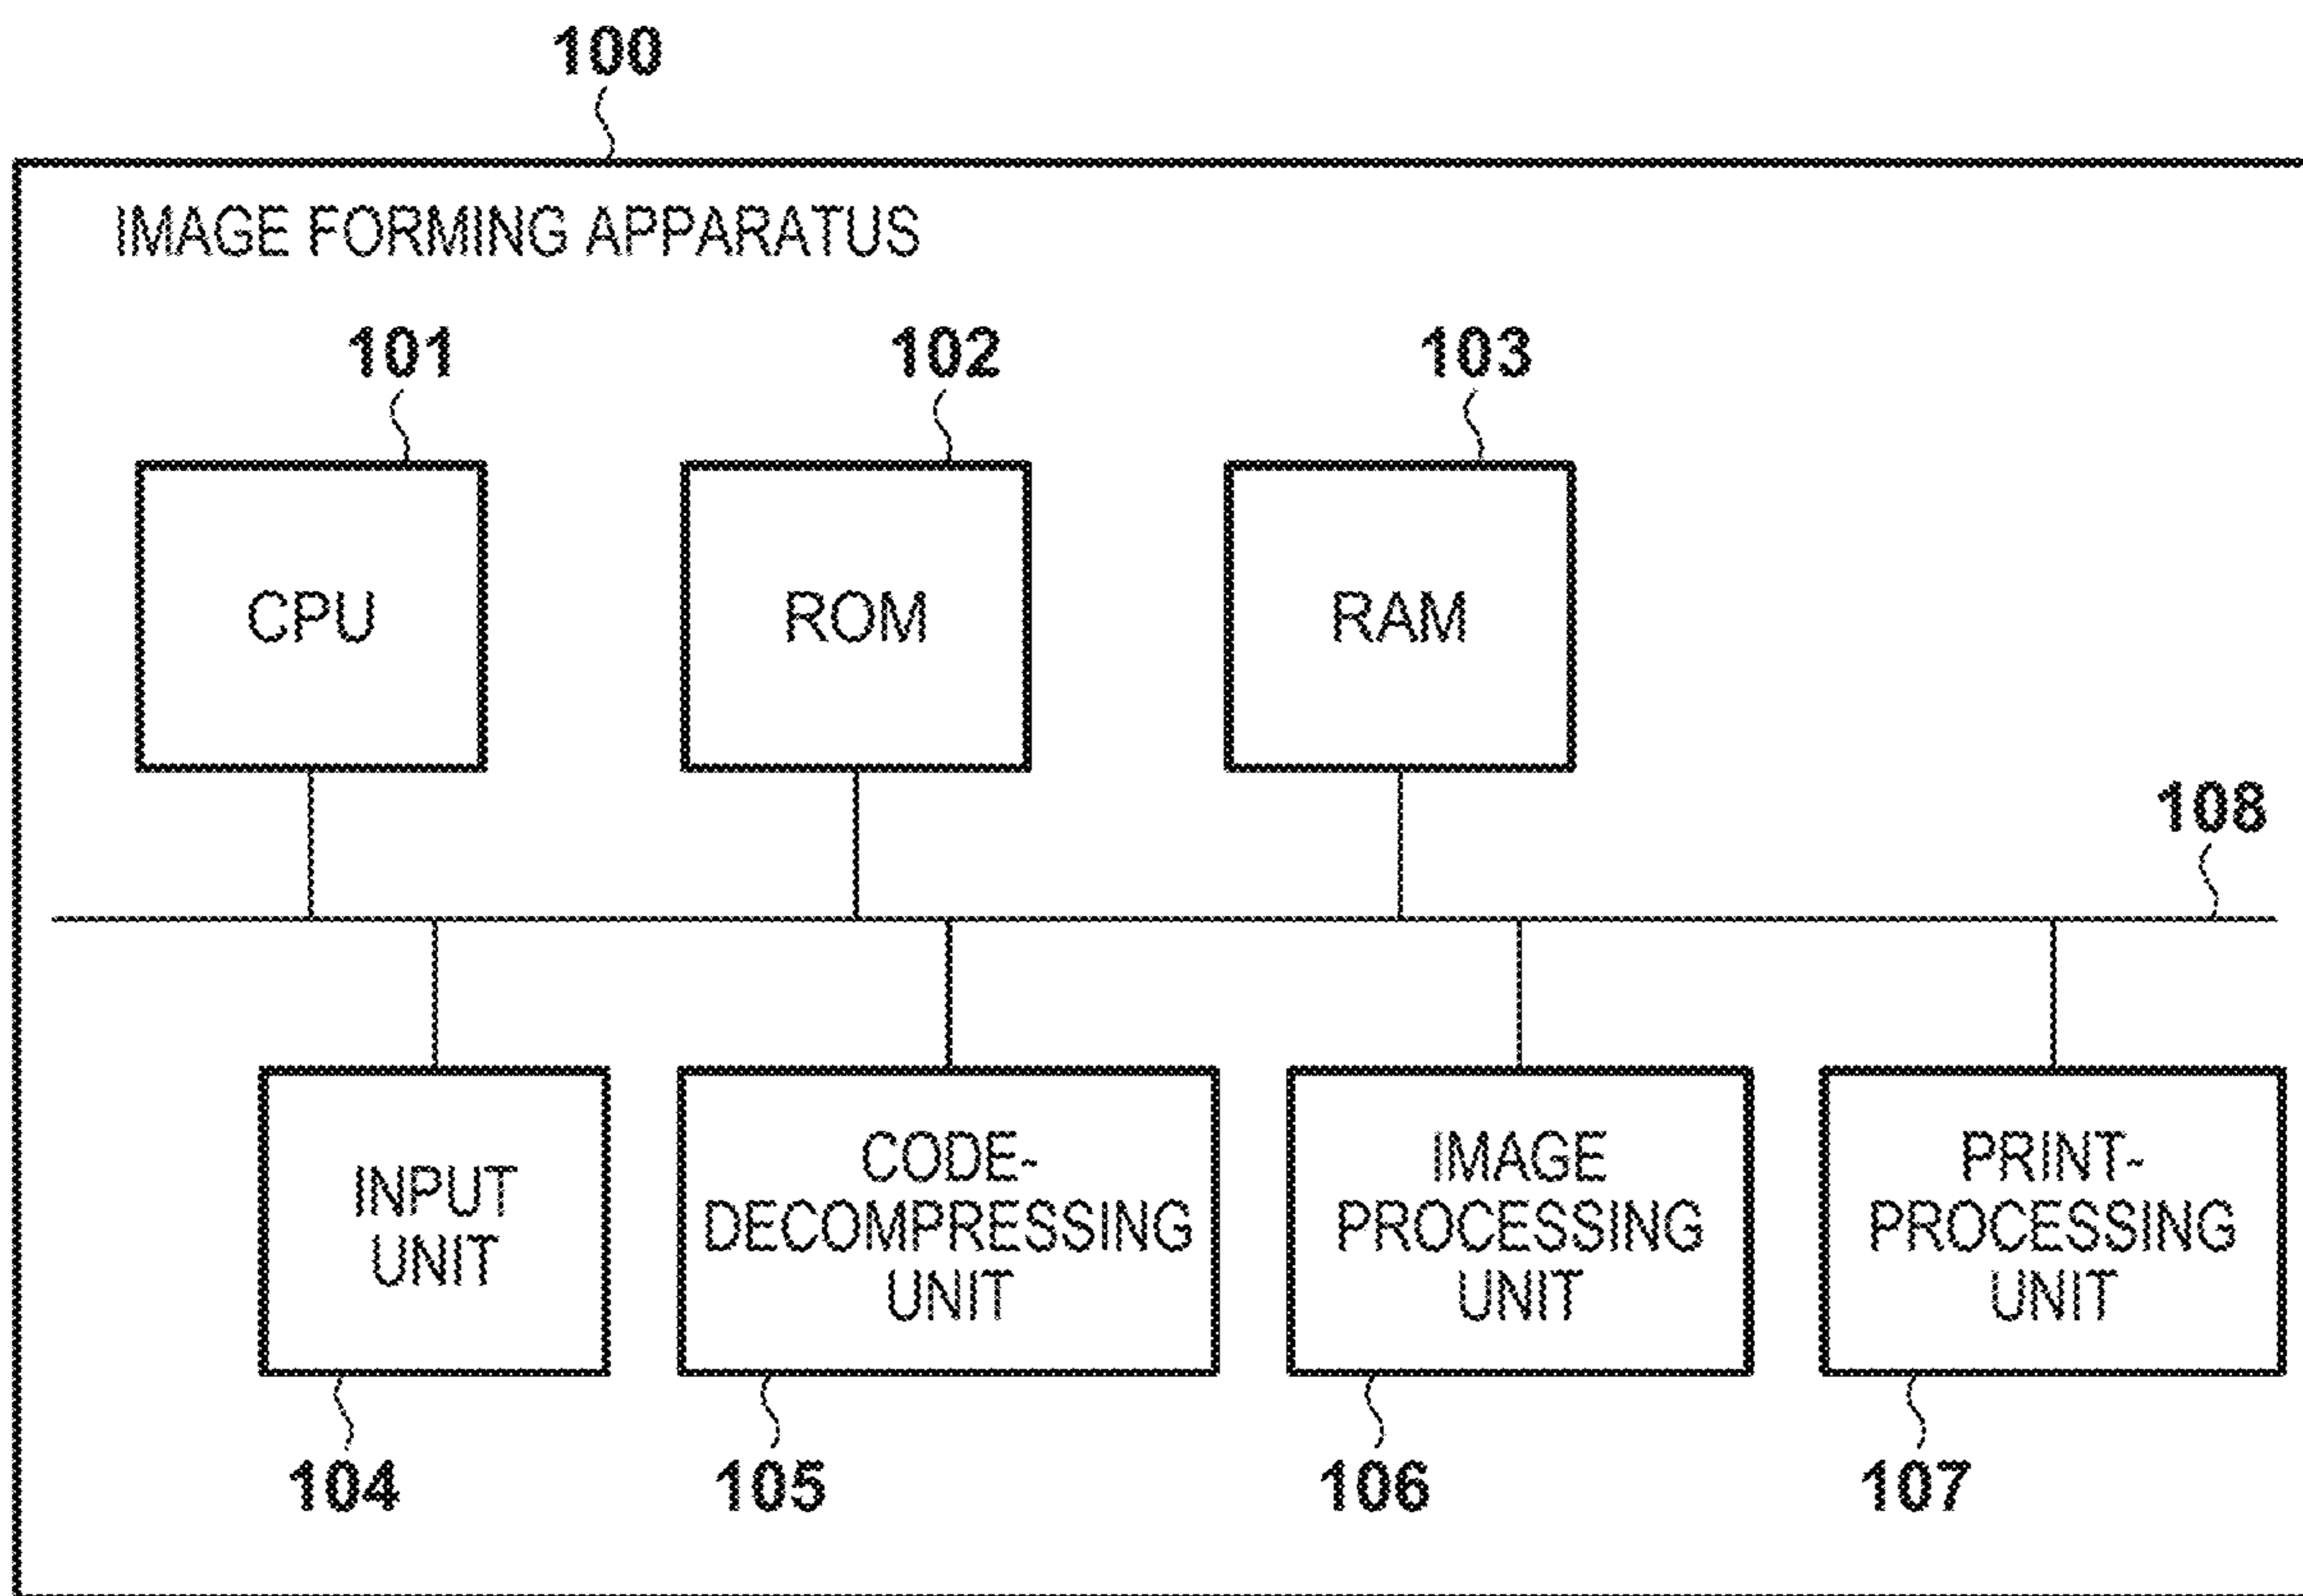 100
IMAGE FORMING APPARATUS
101
102
103
CPU
ROM
RAM
108
INPUT
UNIT
CODE-
DECOMPRESSING
UNIT
IMAGE
PROCESSING
UNIT
PRINT-
PROCESSING
UNIT
104
105
106
107